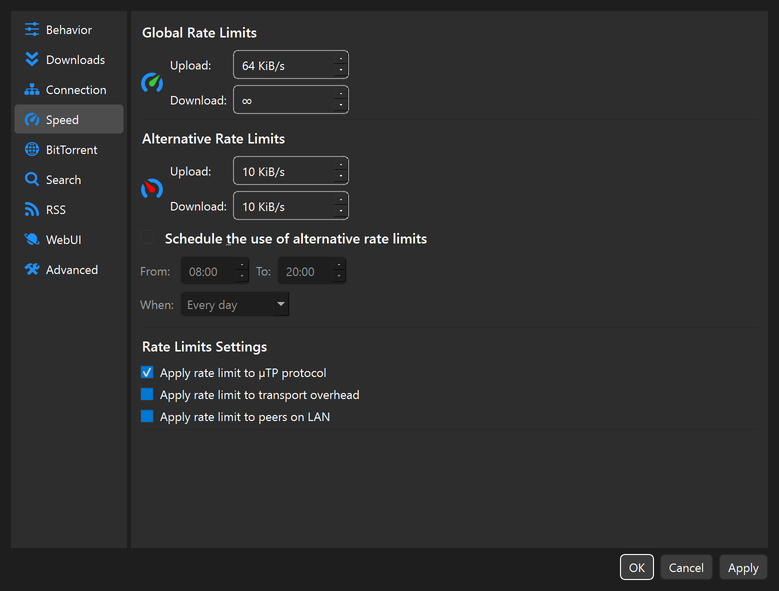 Behavior
Downloads
Connection
Speed
BitTorrent
Search
RSS
WebUI
Advanced
Global Rate Limits
Upload: 64 KiB/s
Download: ∞
Alternative Rate Limits
Upload: 10 KiB/s
Download: 10 KiB/s
Schedule the use of alternative rate limits
From: 08:00 To: 20:00
When: Every day
Rate Limits Settings
Apply rate limit to µTP protocol
Apply rate limit to transport overhead
Apply rate limit to peers on LAN
OK Cancel Apply